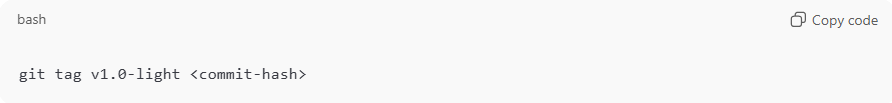 bash
Copy code
git tag v1.0-light <commit-hash>